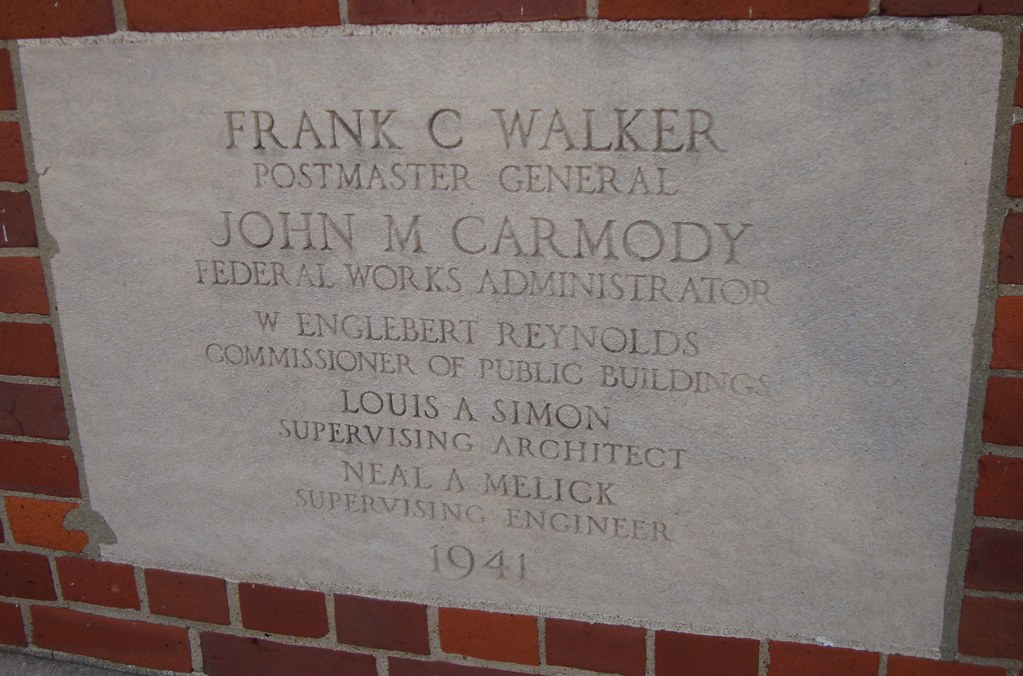 FRANK C WALKER
POSTMASTER GENERAL
JOHN M CARMODY
FEDERAL WORKS ADMINISTRATOR
W ENGLEBERT REYNOLDS
COMMISSIONER OF PUBLIC BUILDINGS
LOUIS A SIMON
SUPERVISING ARCHITECT
NEAL A MELICK
SUPERVISING ENGINEER
1941